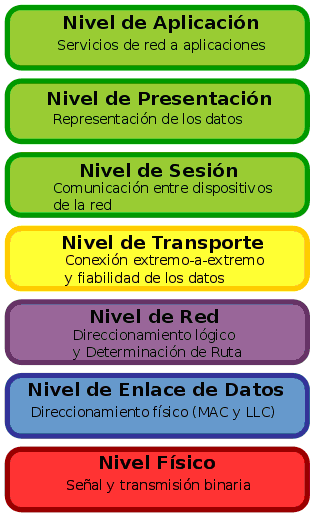 Nivel de Aplicación
Servicios de red a aplicaciones
Nivel de Presentación
Representación de los datos
Nivel de Sesión
Comunicación entre dispositivos
de la red
Nivel de Transporte
Conexión extremo-a-extremo
y fiabilidad de los datos
Nivel de Red
Direccionamiento lógico
y Determinación de Ruta
Nivel de Enlace de Datos
Direccionamiento físico (MAC y LLC)
Nivel Físico
Señal y transmisión binaria